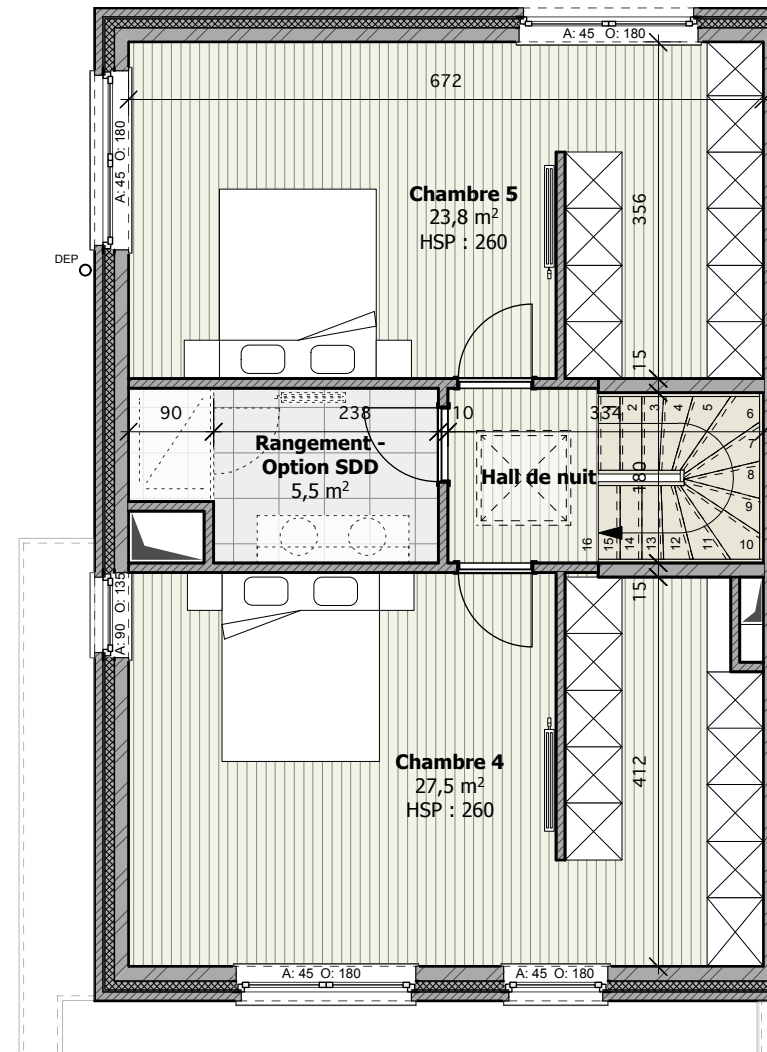 A: 45 O: 180
672
A: 45 O: 180
Chambre 5
23,8 m²
HSP : 260
356
DEP
15
90
238
10
334
1
2
3
4
5
6
7
8
9
10
11
12
13
14
15
16
Rangement -
Option SDD
5,5 m²
Hall de nuit
180
A: 90 O: 135
15
Chambre 4
27,5 m²
HSP : 260
412
A: 45 O: 180
A: 45 O: 180